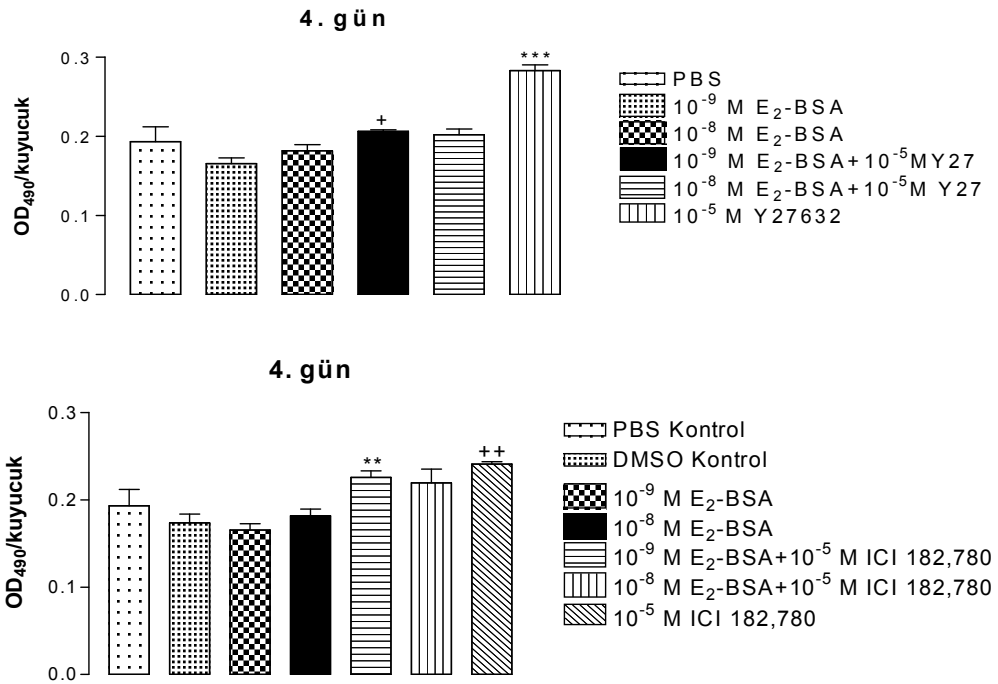 4. gün
OD₄₉₀/kuyucuk
0.3
0.2
0.1
0.0
+
***
PBS
10⁻⁹ M E₂-BSA
10⁻⁸ M E₂-BSA
10⁻⁹ M E₂-BSA+10⁻⁵MY27
10⁻⁸ M E₂-BSA+10⁻⁵M Y27
10⁻⁵ M Y27632
4. gün
OD₄₉₀/kuyucuk
0.3
0.2
0.1
0.0
**
++
PBS Kontrol
DMSO Kontrol
10⁻⁹ M E₂-BSA
10⁻⁸ M E₂-BSA
10⁻⁹ M E₂-BSA+10⁻⁵ M ICI 182,780
10⁻⁸ M E₂-BSA+10⁻⁵ M ICI 182,780
10⁻⁵ M ICI 182,780